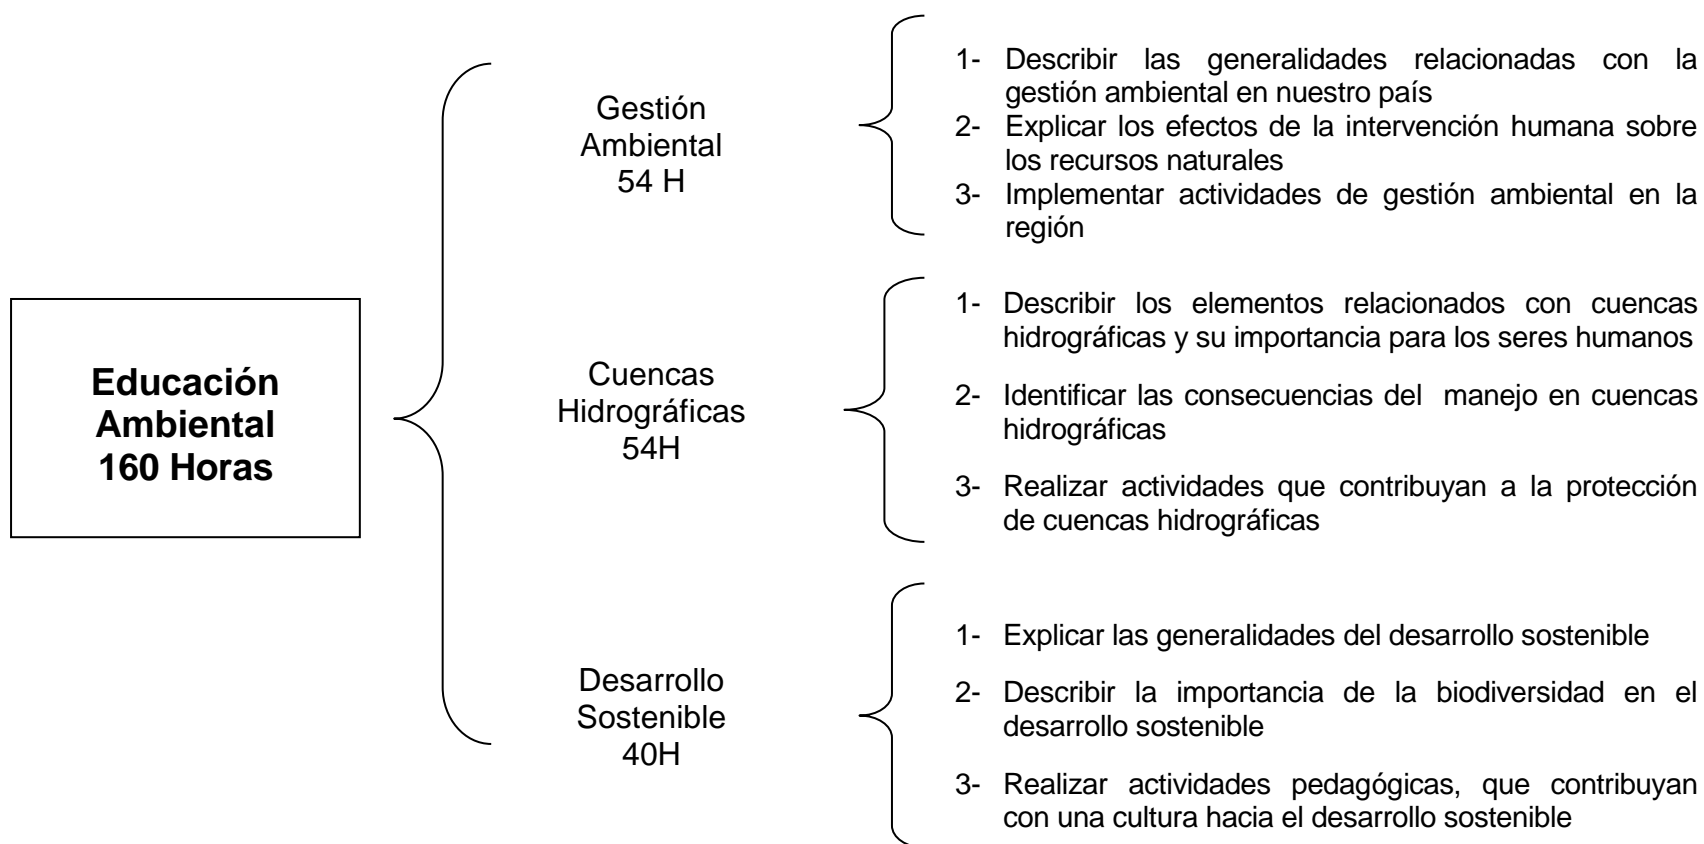 Educación
Ambiental
160 Horas
Gestión
Ambiental
54 H
1- Describir las generalidades relacionadas con la
gestión ambiental en nuestro país
2- Explicar los efectos de la intervención humana sobre
los recursos naturales
3- Implementar actividades de gestión ambiental en la
región
Cuencas
Hidrográficas
54H
1- Describir los elementos relacionados con cuencas
hidrográficas y su importancia para los seres humanos
2- Identificar las consecuencias del manejo en cuencas
hidrográficas
3- Realizar actividades que contribuyan a la protección
de cuencas hidrográficas
Desarrollo
Sostenible
40H
1- Explicar las generalidades del desarrollo sostenible
2- Describir la importancia de la biodiversidad en el
desarrollo sostenible
3- Realizar actividades pedagógicas, que contribuyan
con una cultura hacia el desarrollo sostenible